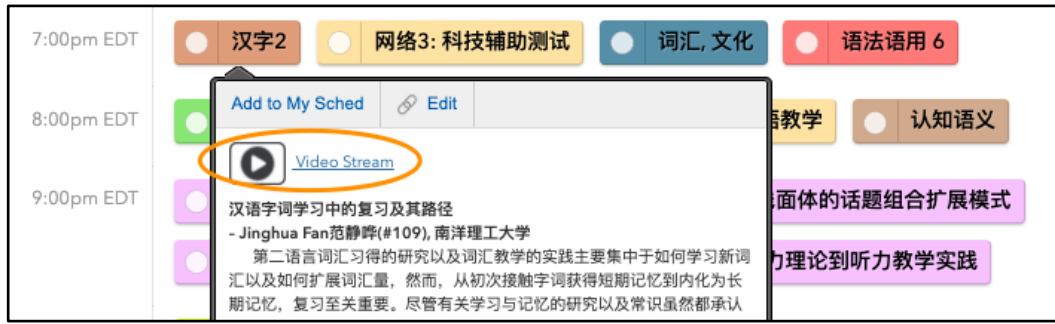 7:00pm EDT 汉字2 网络3: 科技辅助测试 词汇, 文化 语法语用 6
Add to My Sched Edit
8:00pm EDT 语教学 认知语义
Video Stream
9:00pm EDT 面体的话题组合扩展模式
汉语字词学习中的复习及其路径
- Jinghua Fan范静哗(#109), 南洋理工大学
力理论到听力教学实践
第二语言词汇习得的研究以及词汇教学的实践主要集中于如何学习新词
汇以及如何扩展词汇量，然而，从初次接触字词获得短期记忆到内化为长
期记忆，复习至关重要。尽管有关学习与记忆的研究以及常识虽然都承认